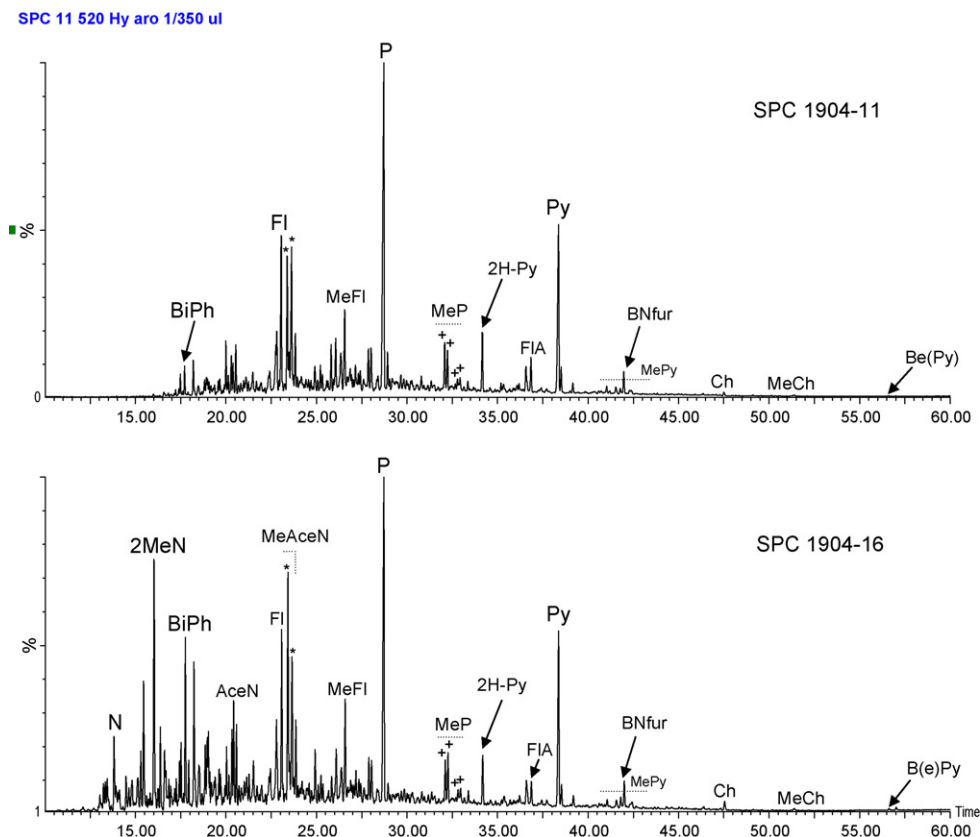 SPC 11 520 Hy aro 1/350 ul
P
SPC 1904-11
%
Fl
*
*
Py
BiPh
MeFl
MeP
+
+
+
+
2H-Py
FlA
BNfur
MePy
Ch
MeCh
Be(Py)
0
15.00 20.00 25.00 30.00 35.00 40.00 45.00 50.00 55.00 60.00
P
SPC 1904-16
%
2MeN
MeAceN
*
BiPh
Fl
*
Py
N
AceN
MeFl
MeP
+
+
+
+
2H-Py
FlA
BNfur
MePy
Ch
MeCh
B(e)Py
1
Time
15.00 20.00 25.00 30.00 35.00 40.00 45.00 50.00 55.00 60.00